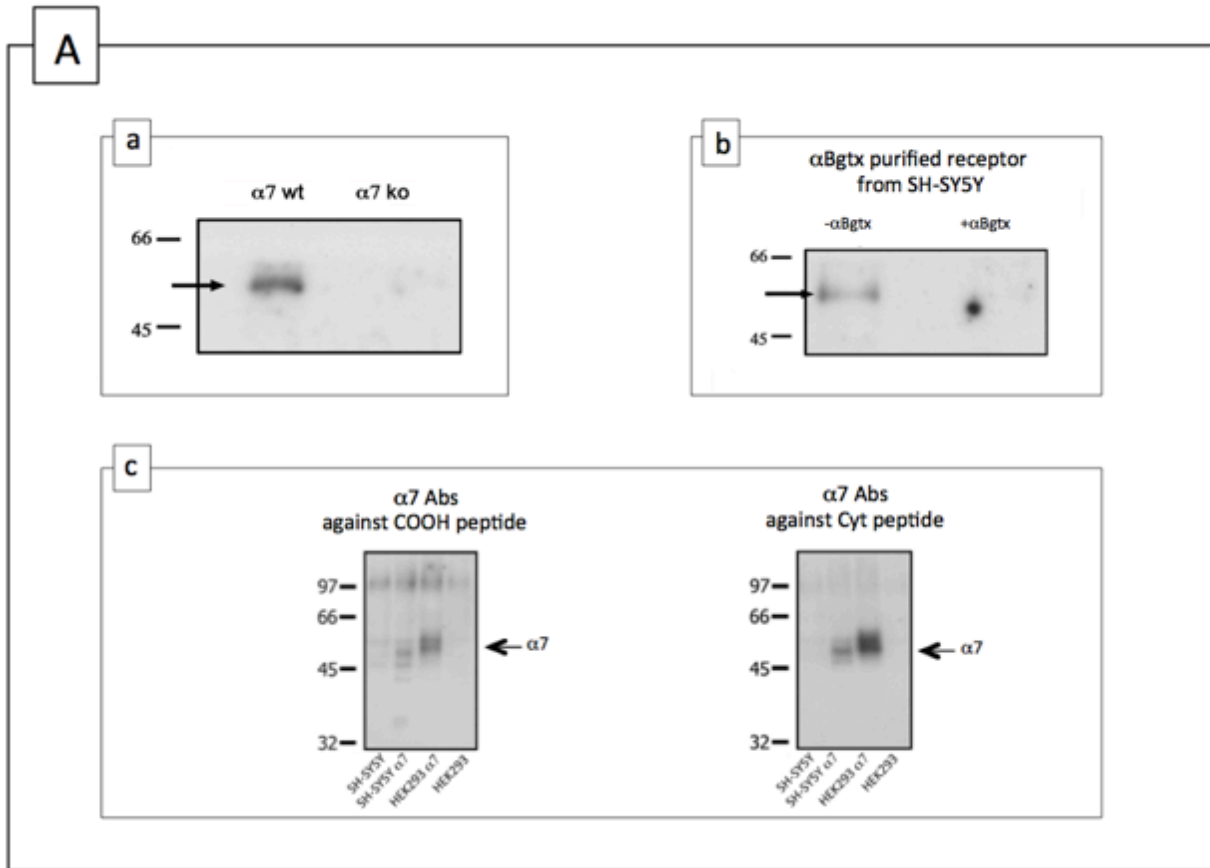 A
a
α7 wt α7 ko
66
45
b
αBgtx purified receptor
from SH-SY5Y
-αBgtx +αBgtx
66
45
c
α7 Abs
against COOH peptide
97
66
α7
45
32
SH-SY5Y
SH-SY5Y α7
HEK293 α7
HEK293
α7 Abs
against Cyt peptide
97
66
α7
45
32
SH-SY5Y
SH-SY5Y α7
HEK293 α7
HEK293